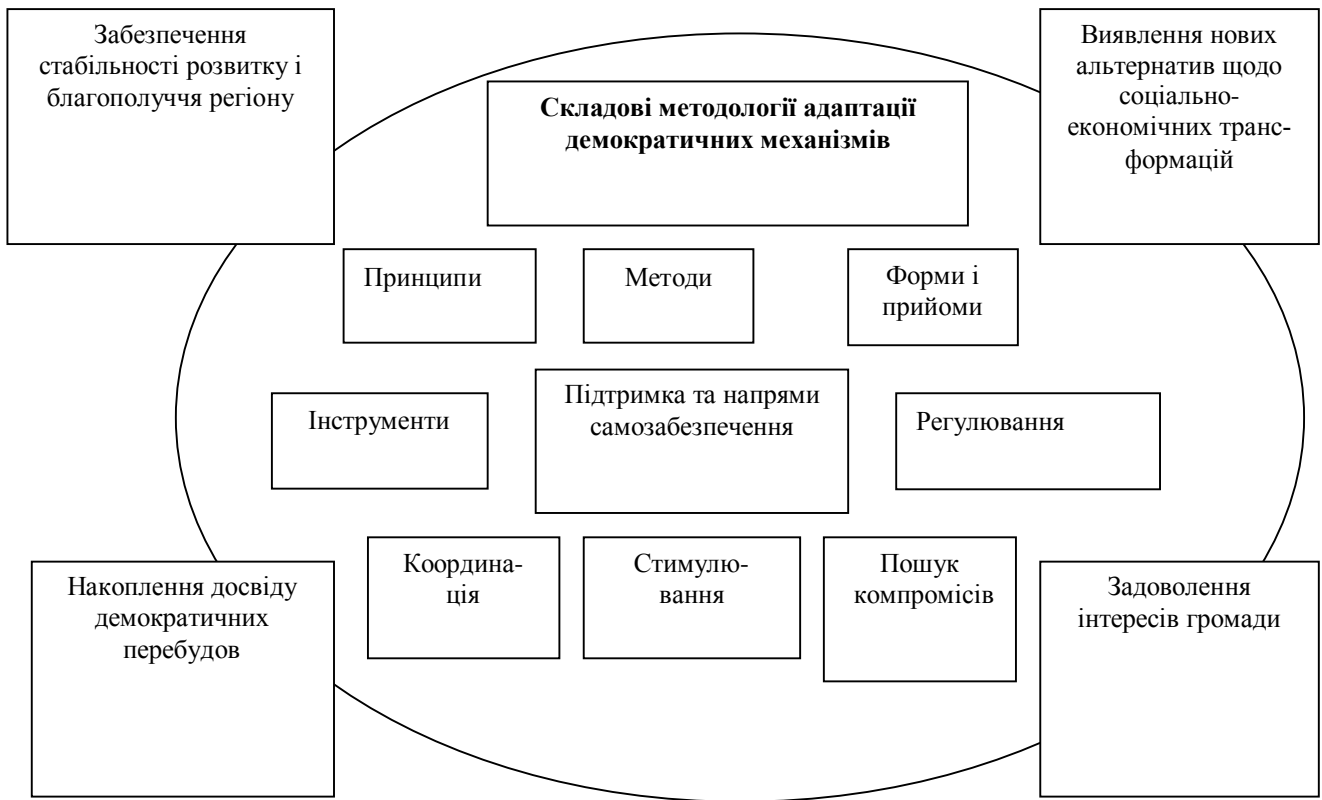 Забезпечення
стабільності розвитку і
благополуччя регіону
Виявлення нових
альтернатив щодо
соціально-
економічних транс-
формацій
Складові методології адаптації
демократичних механізмів
Принципи
Методи
Форми і
прийоми
Інструменти
Підтримка та напрями
самозабезпечення
Регулювання
Координа-
ція
Стимулю-
вання
Пошук
компромісів
Накоплення досвіду
демократичних
перебудов
Задоволення
інтересів громади